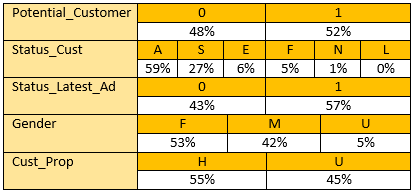 Potential_Customer 0 1
48% 52%
Status_Cust A S E F N L
59% 27% 6% 5% 1% 0%
Status_Latest_Ad 0 1
43% 57%
Gender F M U
53% 42% 5%
Cust_Prop H U
55% 45%